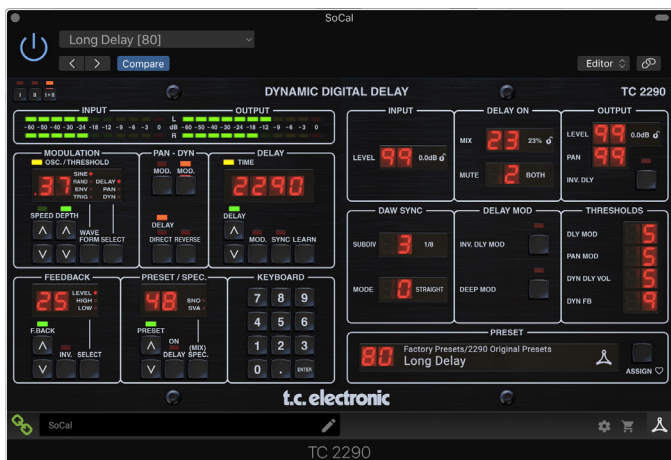 SoCal
Long Delay [80]
Compare
Editor
I II I+II
DYNAMIC DIGITAL DELAY
TC 2290
INPUT OUTPUT
L
-60 -50 -40 -30 -24 -18 -12 -9 -6 -3 0 dB -60 -50 -40 -30 -24 -18 -12 -9 -6 -3 0
R
MODULATION
OSC./THRESHOLD
.37
SINE
RAND
ENV
TRIG
DELAY
PAN
DYN
SPEED DEPTH
WAVE FORM
SELECT
PAN - DYN
MOD. MOD.
DELAY
DIRECT REVERSE
DELAY
TIME
2290
DELAY
MOD. SYNC LEARN
FEEDBACK
25
LEVEL
HIGH
LOW
F.BACK
INV. SELECT
PRESET / SPEC.
48
SNO
SVA
PRESET
ON
DELAY
(MIX)
SPEC.
KEYBOARD
7 8 9
4 5 6
1 2 3
0 . ENTER
INPUT
LEVEL 99 0.0dB
DELAY ON
MIX 23 23%
MUTE 2 BOTH
OUTPUT
LEVEL 99 0.0dB
PAN 99
INV. DLY
DAW SYNC
SUBDIV 3 1/8
MODE 0 STRAIGHT
DELAY MOD
INV. DLY MOD
DEEP MOD
THRESHOLDS
DLY MOD 5
PAN MOD 5
DYN DLY VOL 5
DYN FB 9
PRESET
80
Factory Presets/2290 Original Presets
Long Delay
ASSIGN
t.c. electronic
SoCal
TC 2290